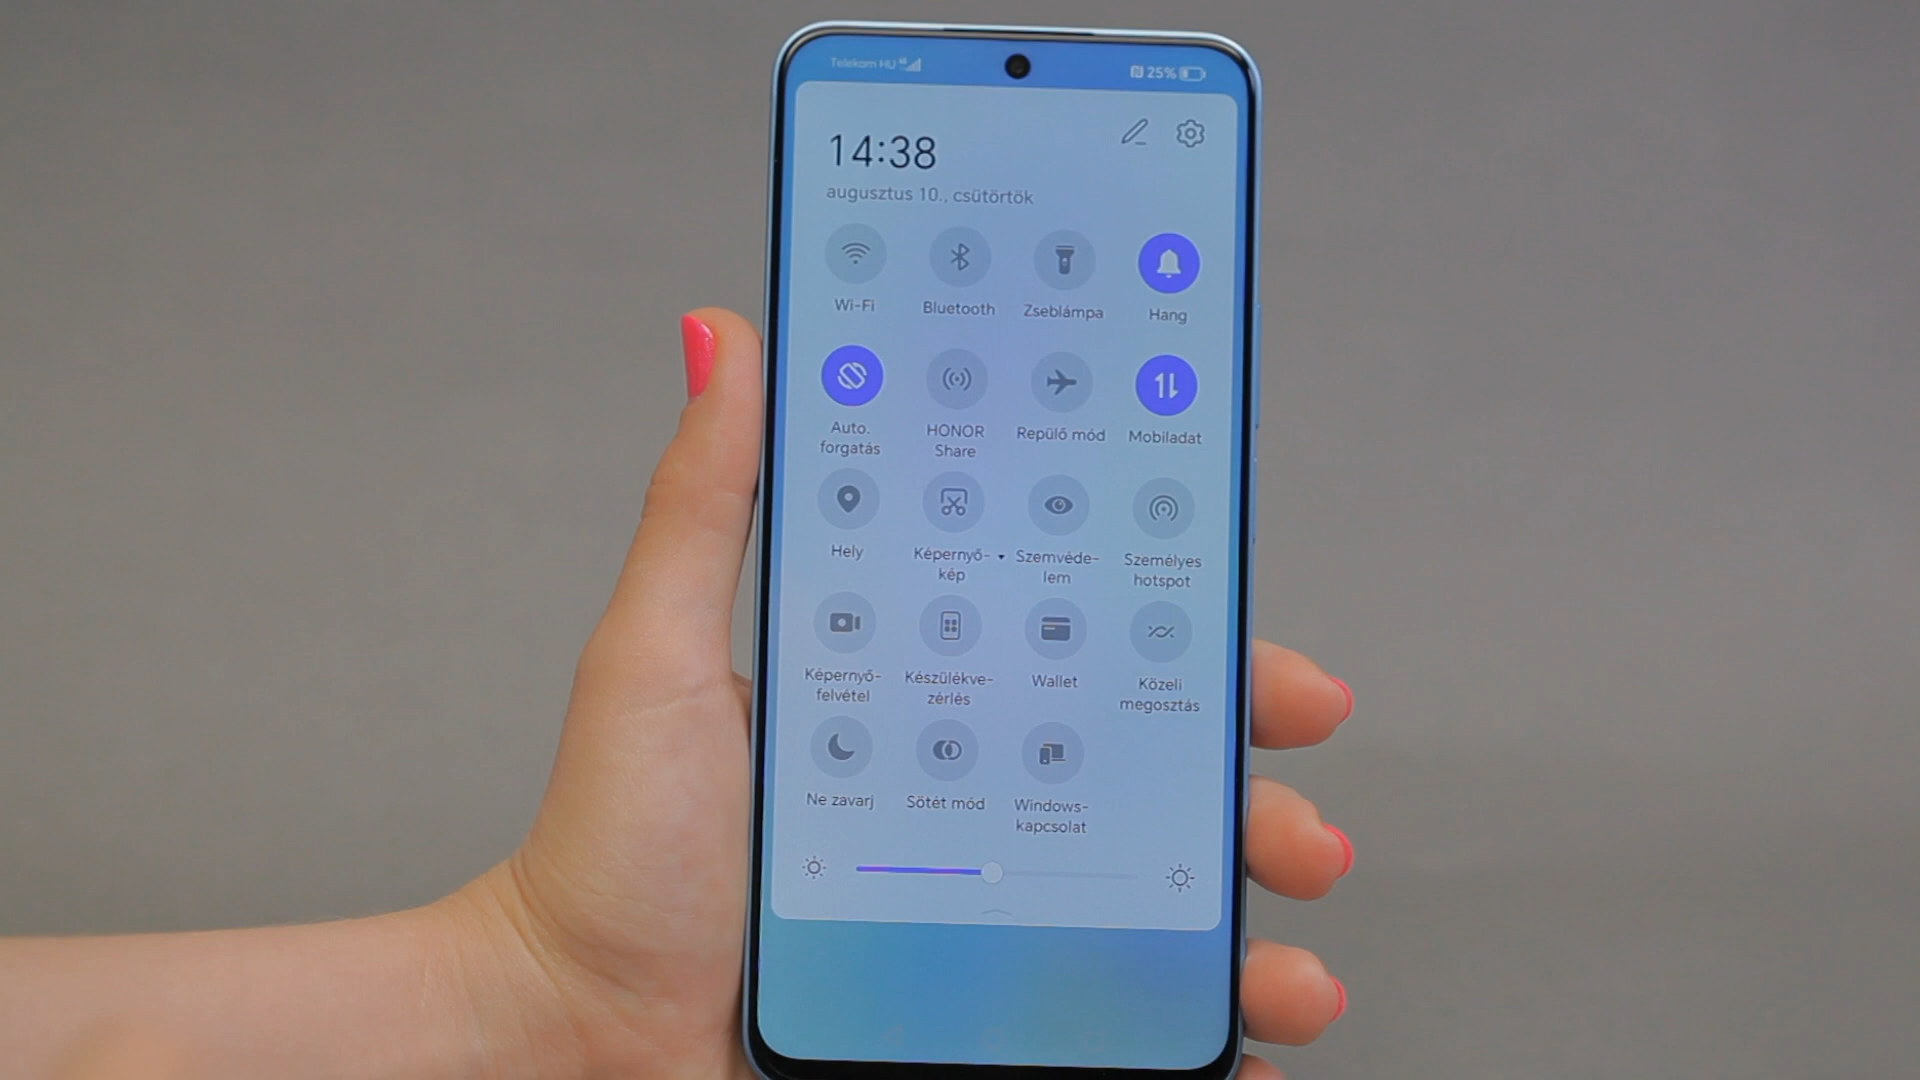 Telekom HU 4G
25%
14:38
augusztus 10., csütörtök
Wi-Fi
Bluetooth
Zseblámpa
Hang
Auto.
forgatás
HONOR
Share
Repülő mód
Mobiladat
Hely
Képernyő-
kép
Szemvéde-
lem
Személyes
hotspot
Képernyő-
felvétel
Készülékve-
zérlés
Wallet
Közeli
megosztás
Ne zavarj
Sötét mód
Windows-
kapcsolat